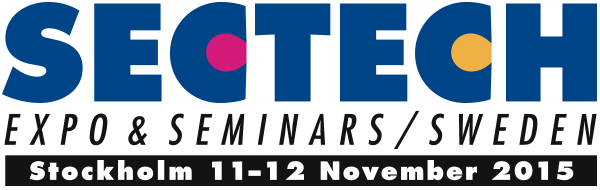 SECTECH
EXPO & SEMINARS/SWEDEN
Stockholm 11–12 November 2015